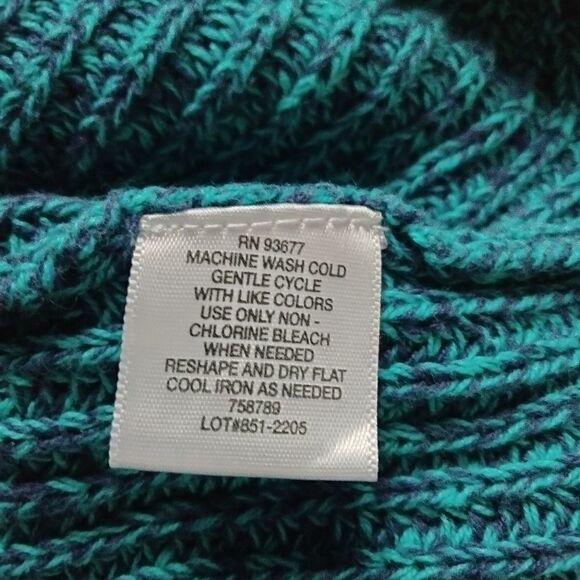 RN 93677
MACHINE WASH COLD
GENTLE CYCLE
WITH LIKE COLORS
USE ONLY NON -
CHLORINE BLEACH
WHEN NEEDED
RESHAPE AND DRY FLAT
COOL IRON AS NEEDED
758789
LOT#851-2205